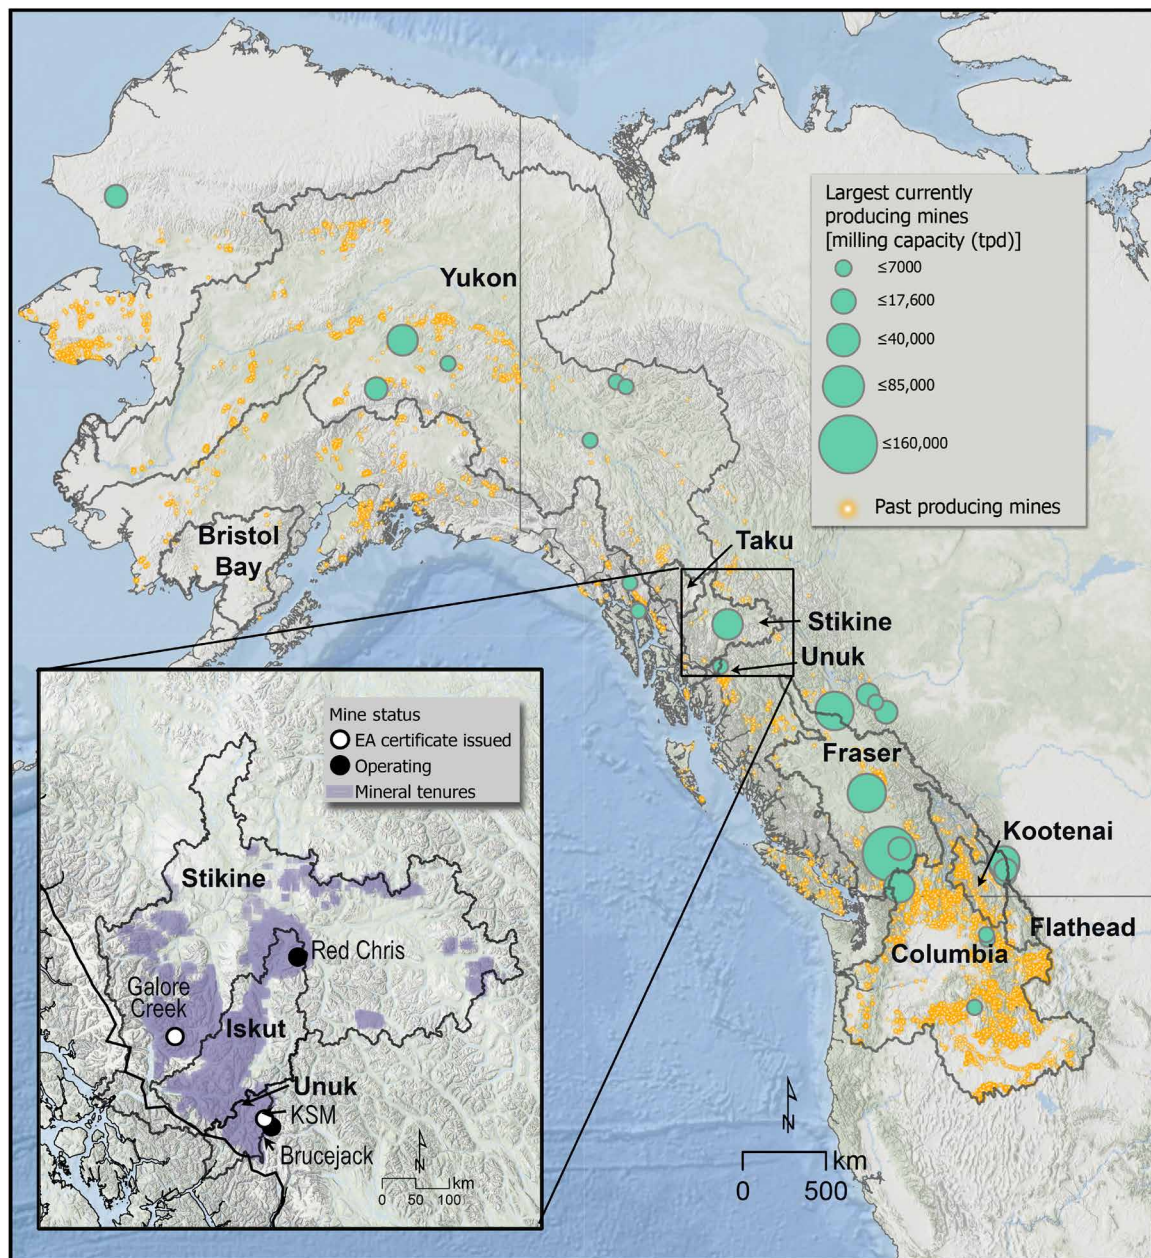 Largest currently
producing mines
[milling capacity (tpd)]
≤7000
≤17,600
≤40,000
≤85,000
≤160,000
Past producing mines
Yukon
Bristol
Bay
Taku
Stikine
Unuk
Fraser
Kootenai
Flathead
Columbia
km
0 500
N
Mine status
EA certificate issued
Operating
Mineral tenures
Stikine
Red Chris
Galore
Creek
Iskut
Unuk
KSM
Brucejack
N
km
0 50 100